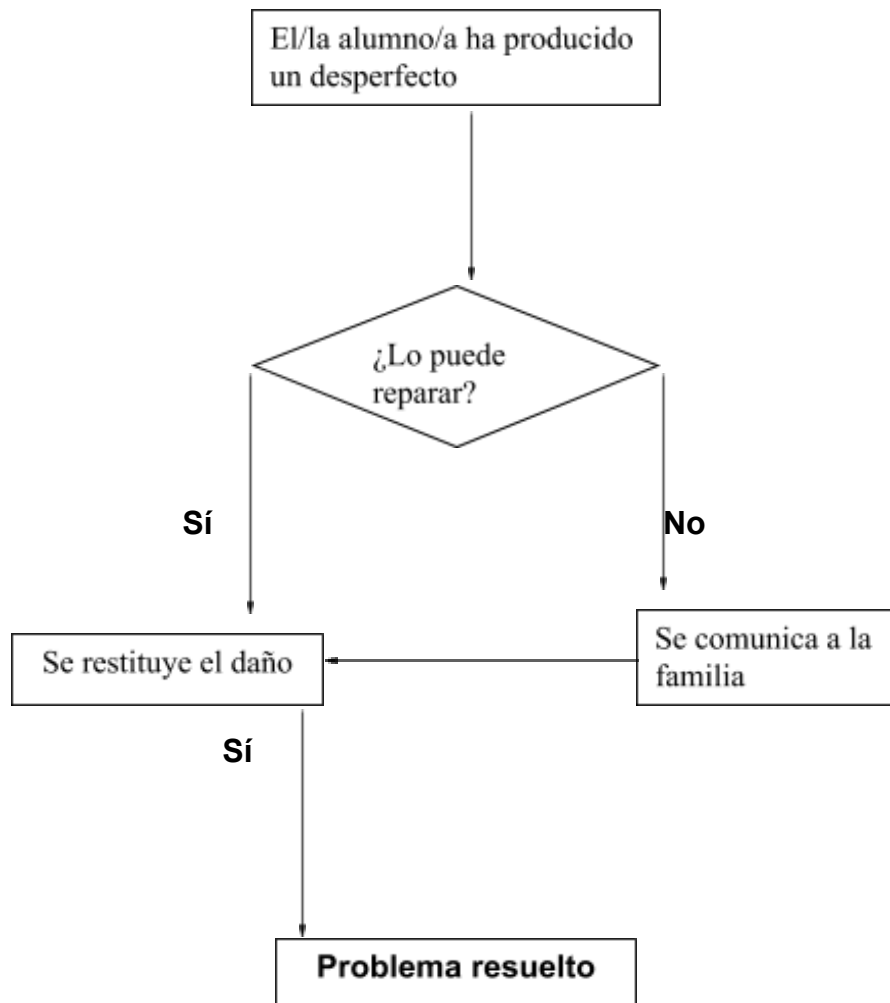 El/la alumno/a ha producido
un desperfecto
¿Lo puede
reparar?
Sí
No
Se restituye el daño
Se comunica a la
familia
Sí
Problema resuelto